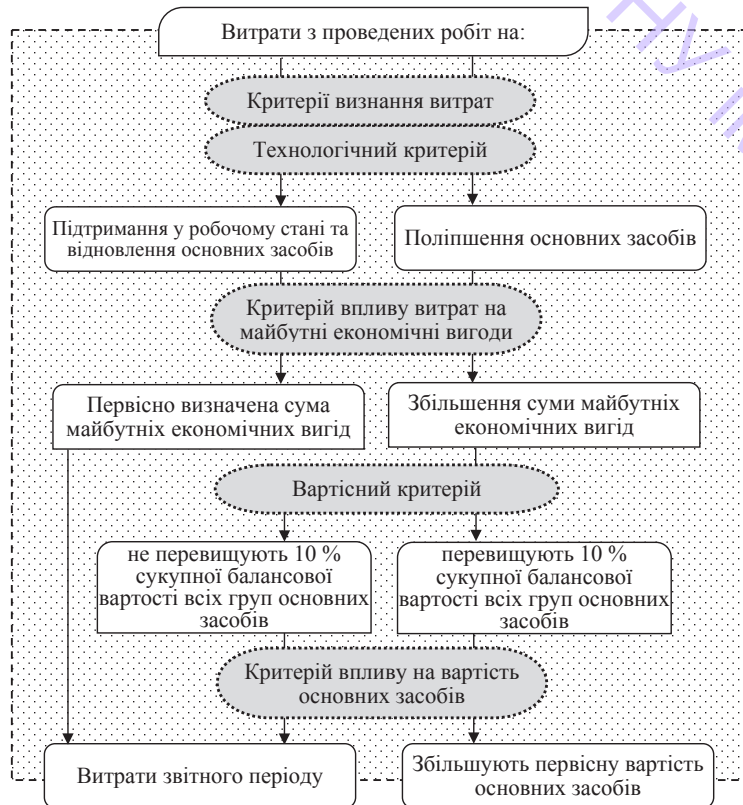 Витрати з проведених робіт на:
Критерії визнання витрат
Технологічний критерій
Підтримання у робочому стані та
відновлення основних засобів
Поліпшення основних засобів
Критерій впливу витрат на
майбутні економічні вигоди
Первісно визначена сума
майбутніх економічних вигід
Збільшення суми майбутніх
економічних вигід
Вартісний критерій
не перевищують 10 %
сукупної балансової
вартості всіх груп основних
засобів
перевищують 10 %
сукупної балансової
вартості всіх груп основних
засобів
Критерій впливу на вартість
основних засобів
Витрати звітного періоду
Збільшують первісну вартість
основних засобів